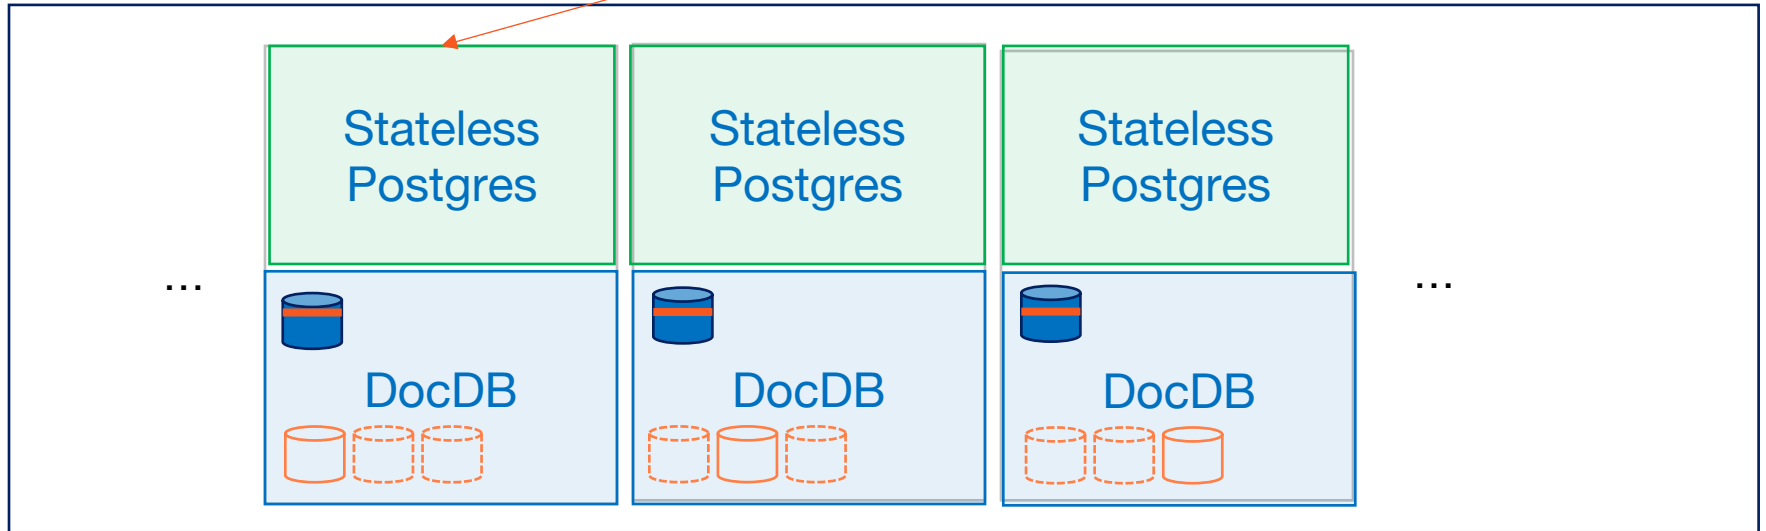 Stateless
Postgres
Stateless
Postgres
Stateless
Postgres
...
...
DocDB
DocDB
DocDB